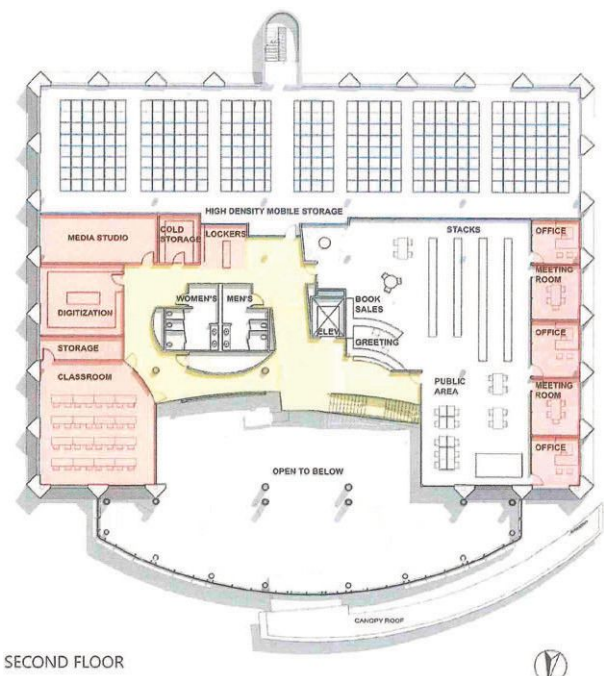 HIGH DENSITY MOBILE STORAGE
MEDIA STUDIO
COLD
STORAGE
LOCKERS
STACKS
OFFICE
MEETING
ROOM
DIGITIZATION
WOMEN'S
MEN'S
ELEV.
BOOK
SALES
GREETING
OFFICE
STORAGE
CLASSROOM
PUBLIC
AREA
MEETING
ROOM
OFFICE
OPEN TO BELOW
CANOPY ROOF
SECOND FLOOR